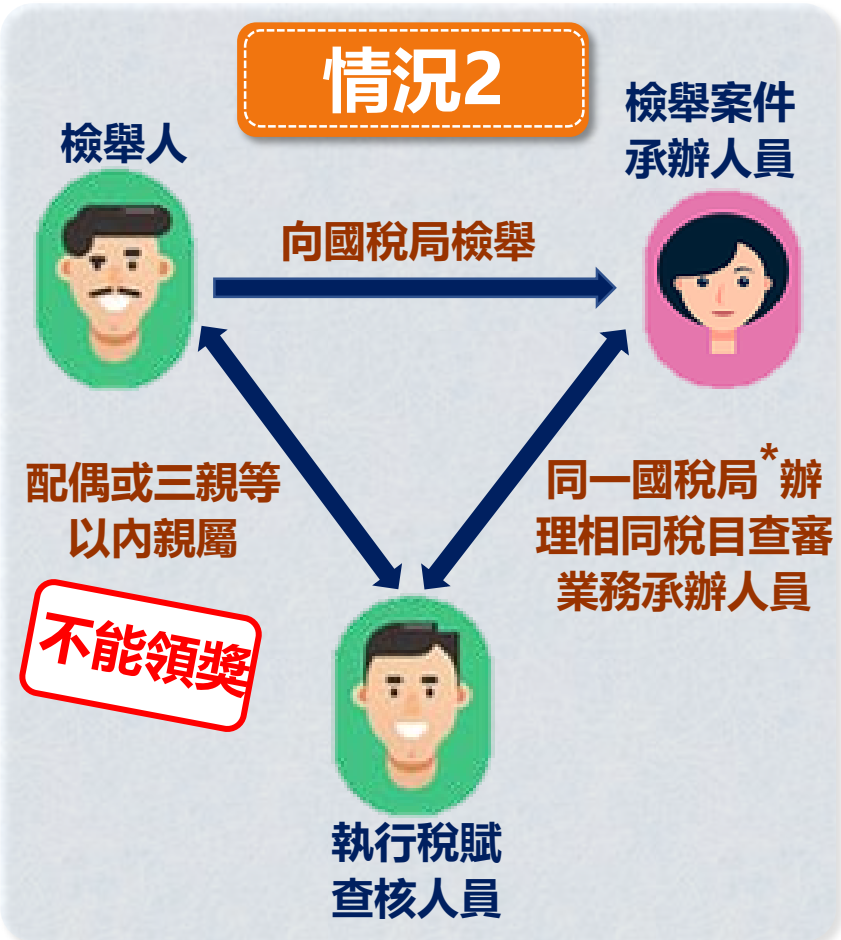 情況2
檢舉人
檢舉案件
承辦人員
向國稅局檢舉
配偶或三親等
以內親屬
同一國稅局*辦
理相同稅目查審
業務承辦人員
不能領獎
執行稅賦
查核人員